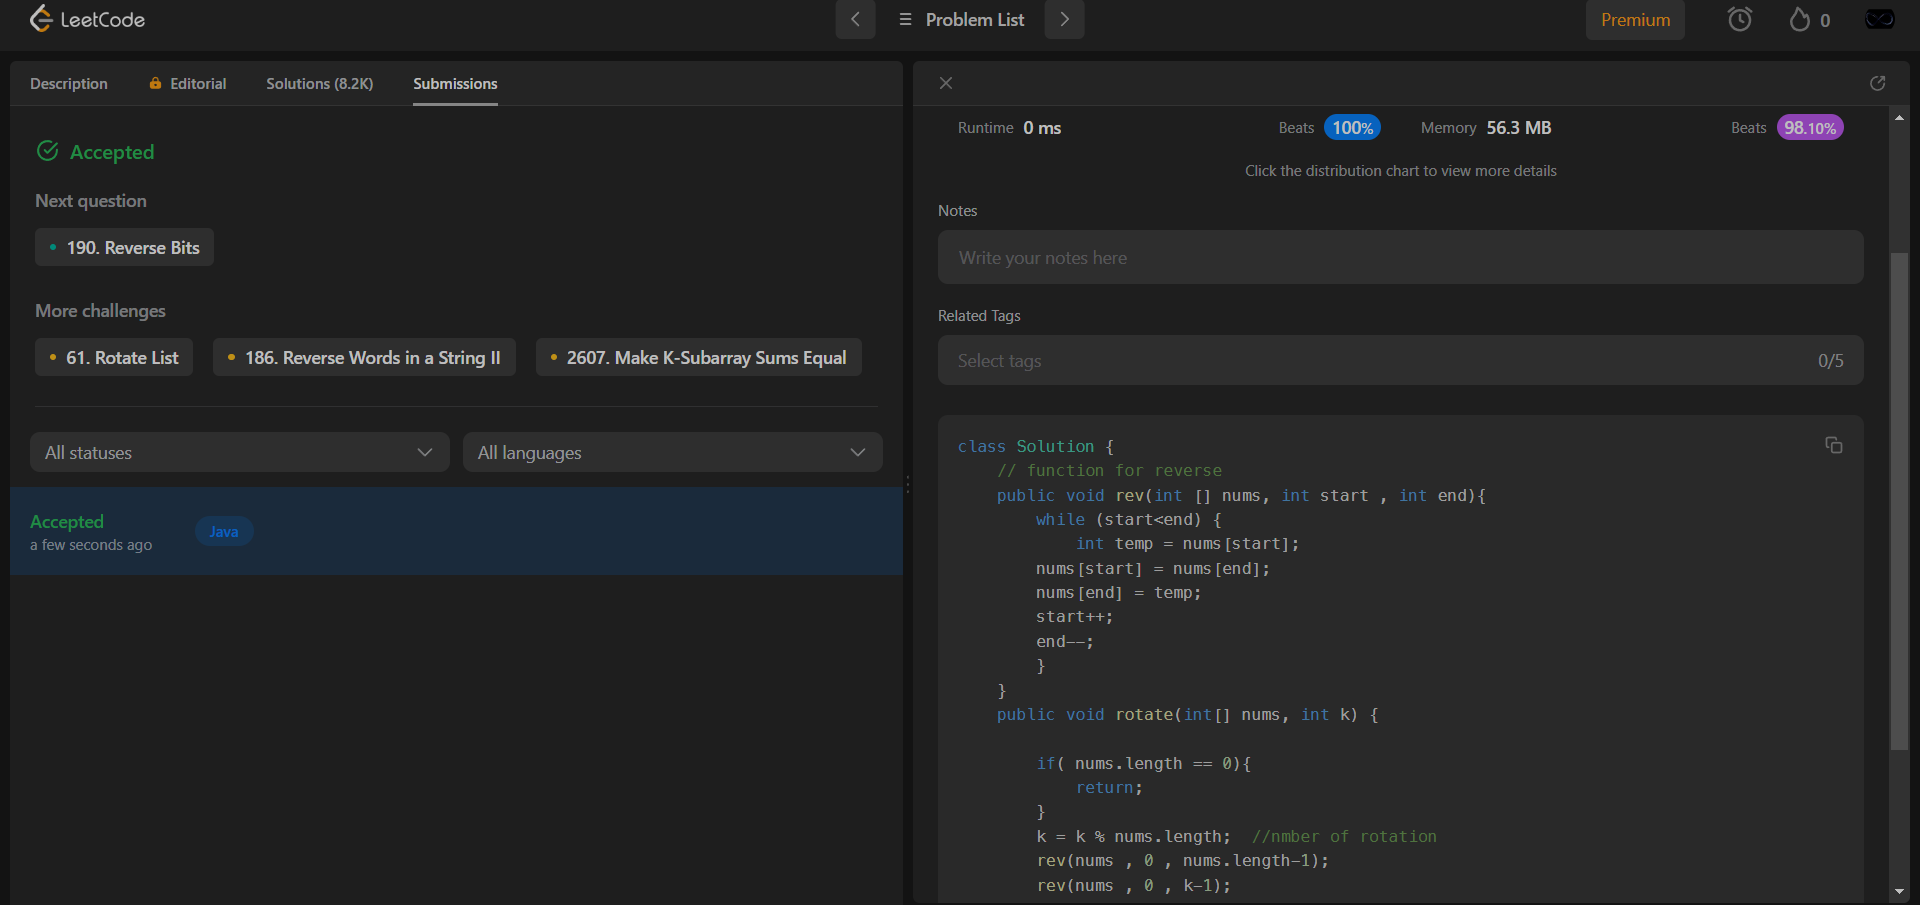 LeetCode
Problem List
Premium
0
Description
Editorial
Solutions (8.2K)
Submissions
Accepted
Next question
190. Reverse Bits
More challenges
61. Rotate List
186. Reverse Words in a String II
2607. Make K-Subarray Sums Equal
All statuses
All languages
Accepted
Java
a few seconds ago
Runtime 0 ms
Beats 100%
Memory 56.3 MB
Beats 98.10%
Click the distribution chart to view more details
Notes
Write your notes here
Related Tags
Select tags
0/5
class Solution {
// function for reverse
public void rev(int [] nums, int start , int end){
while (start<end) {
int temp = nums[start];
nums[start] = nums[end];
nums[end] = temp;
start++;
end--;
}
}
public void rotate(int[] nums, int k) {
if( nums.length == 0){
return;
}
k = k % nums.length;  //nmber of rotation
rev(nums , 0 , nums.length-1);
rev(nums , 0 , k-1);